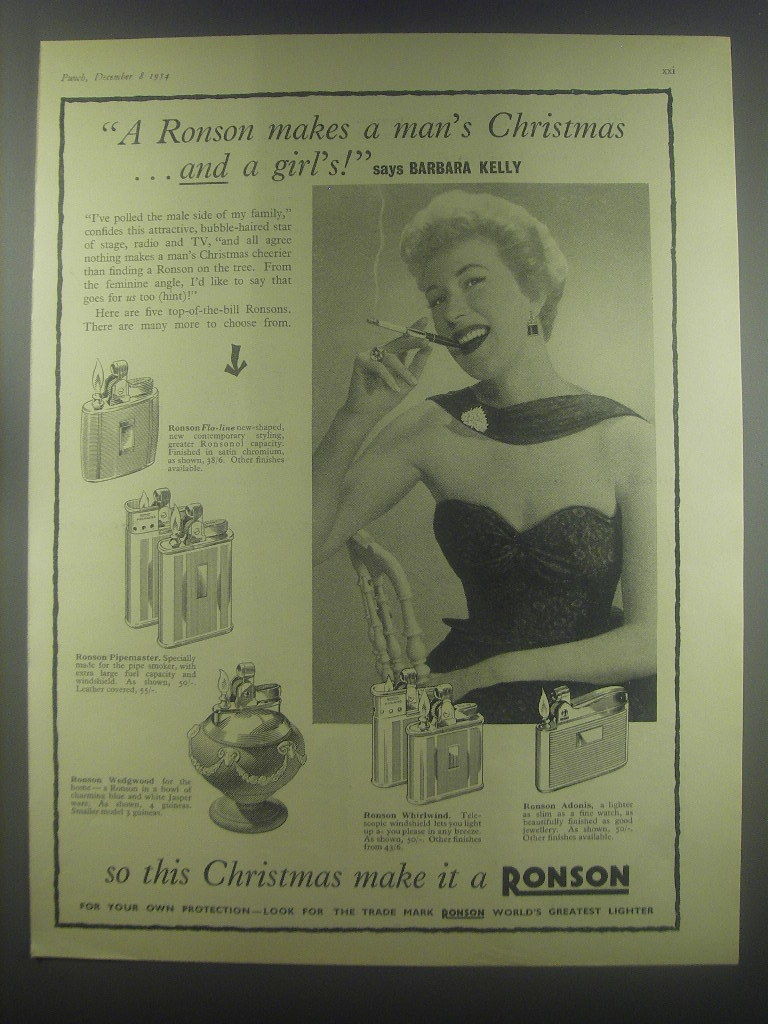 Punch, December 8 1954
xxi
"A Ronson makes a man's Christmas
... and a girl's!" says BARBARA KELLY
"I've polled the male side of my family,"
confides this attractive, bubble-haired star
of stage, radio and TV, "and all agree
nothing makes a man's Christmas cheerier
than finding a Ronson on the tree. From
the feminine angle, I'd like to say that
goes for us too (hint)!"
Here are five top-of-the-bill Ronsons.
There are many more to choose from.
Ronson Flo-line new-shaped,
new contemporary styling,
greater Ronsonol capacity.
Finished in satin chromium,
as shown, 38/6. Other finishes
available.
Ronson Pipemaster. Specially
made for the pipe smoker, with
extra large fuel capacity and
windshield. As shown, 50/-.
Leather covered, 55/-.
Ronson Wedgwood for the
home — a Ronson in a bowl of
charming blue and white Jasper
ware. As shown, 4 guineas.
Smaller model 3 guineas.
Ronson Whirlwind. Tele-
scopic windshield lets you light
up as you please in any breeze.
As shown, 50/-. Other finishes
from 43/6.
Ronson Adonis, a lighter
as slim as a fine watch, as
beautifully finished as good
jewellery. As shown, 50/-.
Other finishes available.
so this Christmas make it a RONSON
FOR YOUR OWN PROTECTION—LOOK FOR THE TRADE MARK RONSON WORLD'S GREATEST LIGHTER